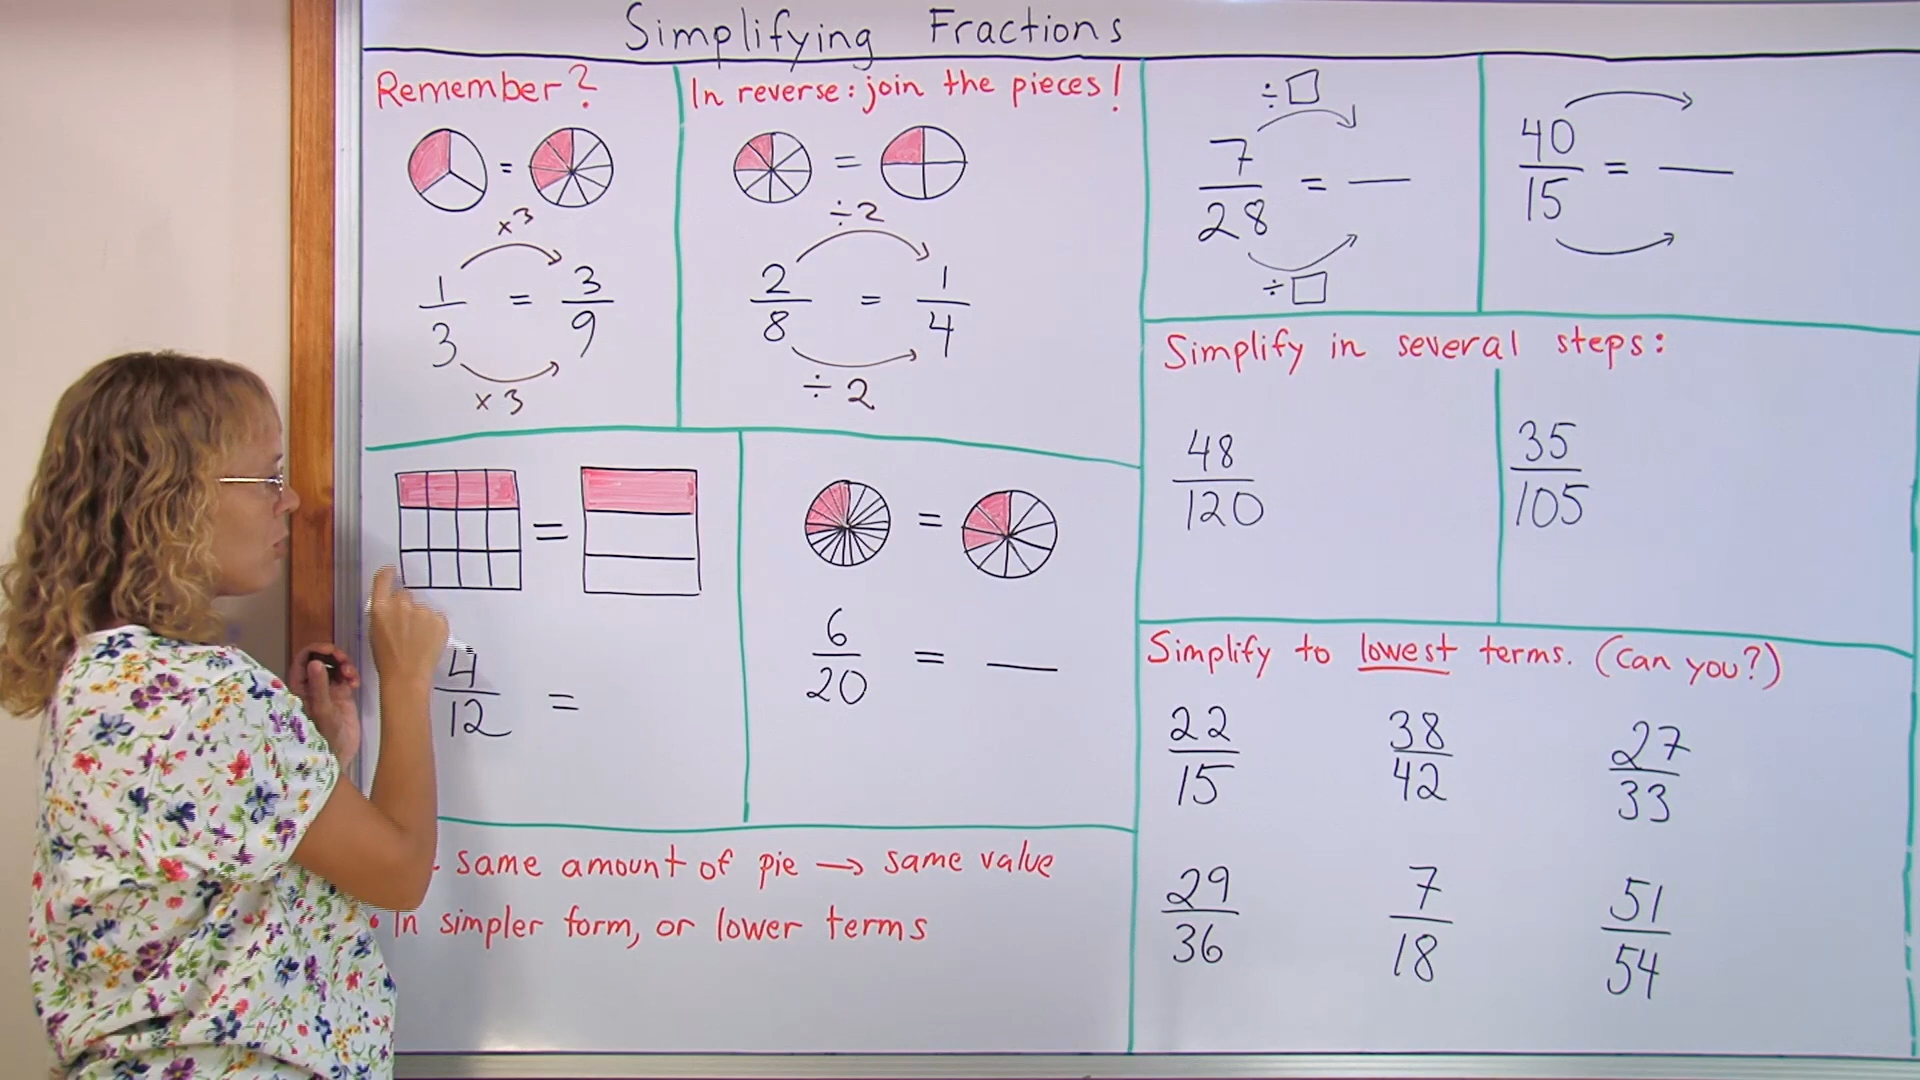 Simplifying Fractions
Remember?
×3
1/3 = 3/9
×3
In reverse: join the pieces!
÷2
2/8 = 1/4
÷2
÷□
7/28 = __
÷□
40/15 = __
=
4/12 =
=
6/20 = __
Simplify in several steps:
48/120
35/105
same amount of pie → same value
• In simpler form, or lower terms
Simplify to lowest terms. (Can you?)
22/15 38/42 27/33
29/36 7/18 51/54